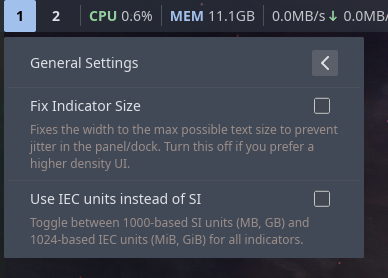 1 2 CPU 0.6% MEM 11.1GB 0.0MB/s ↓ 0.0MB/
General Settings
Fix Indicator Size
Fixes the width to the max possible text size to prevent
jitter in the panel/dock. Turn this off if you prefer a
higher density UI.
Use IEC units instead of SI
Toggle between 1000-based SI units (MB, GB) and
1024-based IEC units (MiB, GiB) for all indicators.